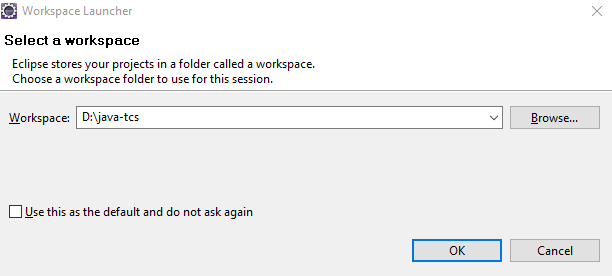 Workspace Launcher
Select a workspace
Eclipse stores your projects in a folder called a workspace.
Choose a workspace folder to use for this session.
Workspace: D:\java-tcs Browse...
Use this as the default and do not ask again
OK Cancel